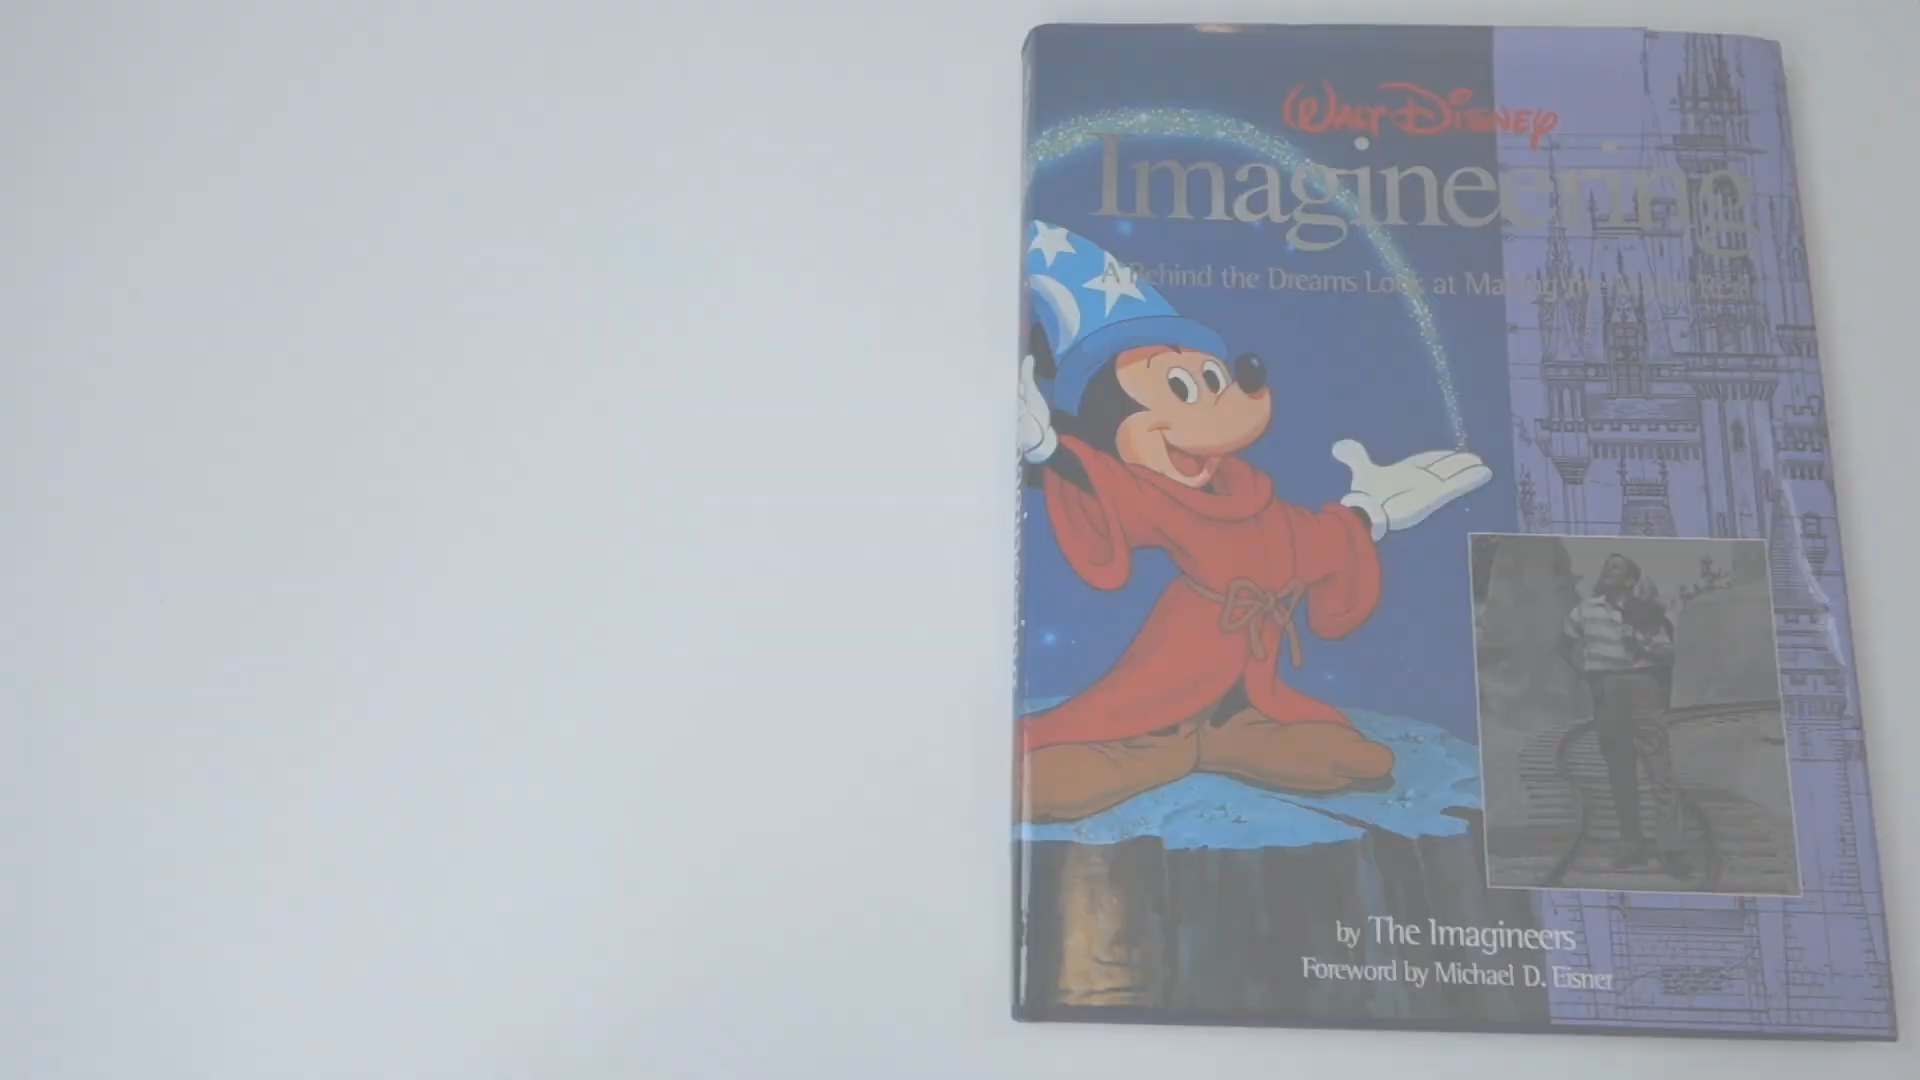 WALT DISNEY
Imagineering
A Behind the Dreams Look at Making the Magic Real
by The Imagineers
Foreword by Michael D. Eisner